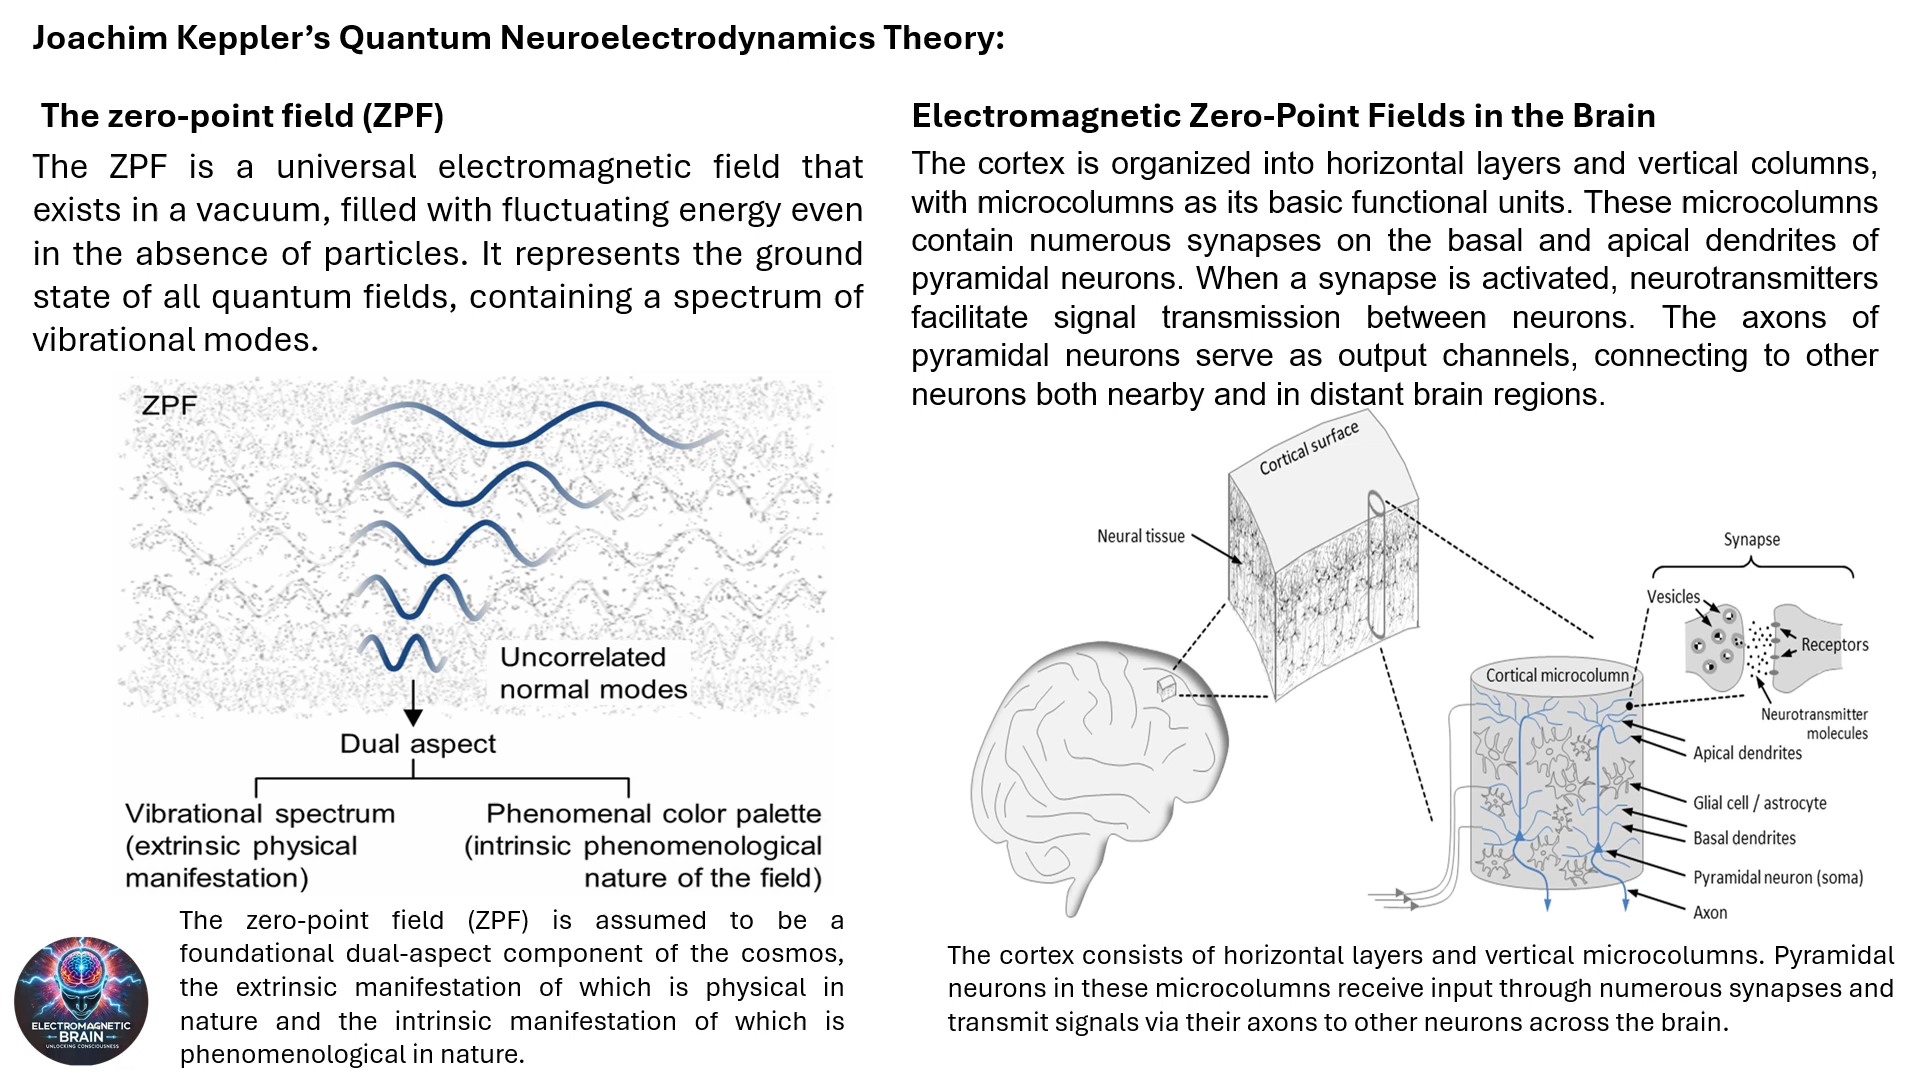 Joachim Keppler’s Quantum Neuroelectrodynamics Theory:
The zero-point field (ZPF)
The ZPF is a universal electromagnetic field that
exists in a vacuum, filled with fluctuating energy even
in the absence of particles. It represents the ground
state of all quantum fields, containing a spectrum of
vibrational modes.
ZPF
Uncorrelated
normal modes
Dual aspect
Vibrational spectrum
(extrinsic physical
manifestation)
Phenomenal color palette
(intrinsic phenomenological
nature of the field)
The zero-point field (ZPF) is assumed to be a
foundational dual-aspect component of the cosmos,
the extrinsic manifestation of which is physical in
nature and the intrinsic manifestation of which is
phenomenological in nature.
ELECTROMAGNETIC
BRAIN
UNLOCKING CONSCIOUSNESS
Electromagnetic Zero-Point Fields in the Brain
The cortex is organized into horizontal layers and vertical columns,
with microcolumns as its basic functional units. These microcolumns
contain numerous synapses on the basal and apical dendrites of
pyramidal neurons. When a synapse is activated, neurotransmitters
facilitate signal transmission between neurons. The axons of
pyramidal neurons serve as output channels, connecting to other
neurons both nearby and in distant brain regions.
Cortical surface
Neural tissue
Synapse
Vesicles
Receptors
Cortical microcolumn
Neurotransmitter
molecules
Apical dendrites
Glial cell / astrocyte
Basal dendrites
Pyramidal neuron (soma)
Axon
The cortex consists of horizontal layers and vertical microcolumns. Pyramidal
neurons in these microcolumns receive input through numerous synapses and
transmit signals via their axons to other neurons across the brain.